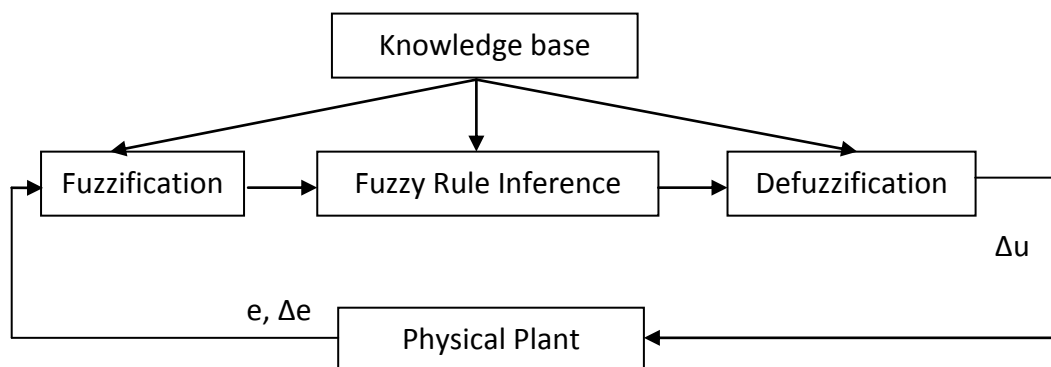 Knowledge base
Fuzzification
Fuzzy Rule Inference
Defuzzification
Δu
e, Δe
Physical Plant